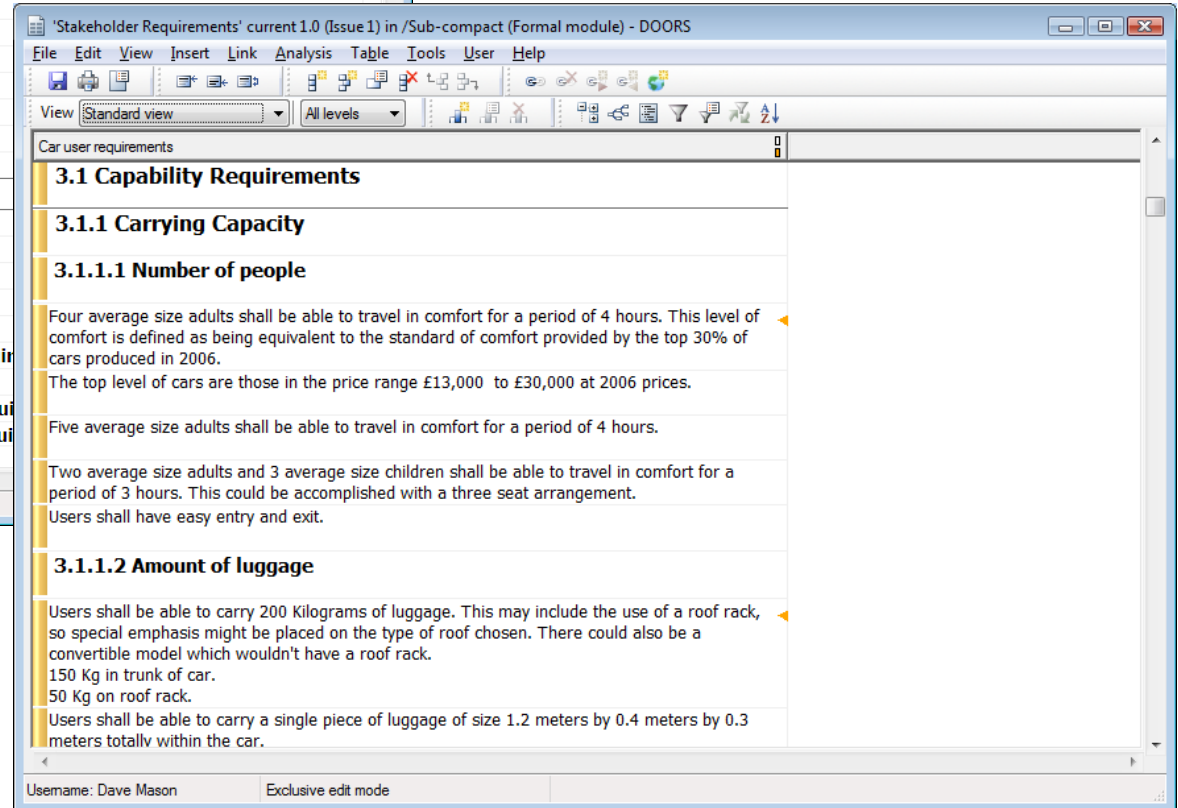 'Stakeholder Requirements' current 1.0 (Issue 1) in /Sub-compact (Formal module) - DOORS
File Edit View Insert Link Analysis Table Tools User Help
View Standard view All levels
Car user requirements
3.1 Capability Requirements
3.1.1 Carrying Capacity
3.1.1.1 Number of people
Four average size adults shall be able to travel in comfort for a period of 4 hours. This level of
comfort is defined as being equivalent to the standard of comfort provided by the top 30% of
cars produced in 2006.
The top level of cars are those in the price range £13,000 to £30,000 at 2006 prices.
Five average size adults shall be able to travel in comfort for a period of 4 hours.
Two average size adults and 3 average size children shall be able to travel in comfort for a
period of 3 hours. This could be accomplished with a three seat arrangement.
Users shall have easy entry and exit.
3.1.1.2 Amount of luggage
Users shall be able to carry 200 Kilograms of luggage. This may include the use of a roof rack,
so special emphasis might be placed on the type of roof chosen. There could also be a
convertible model which wouldn't have a roof rack.
150 Kg in trunk of car.
50 Kg on roof rack.
Users shall be able to carry a single piece of luggage of size 1.2 meters by 0.4 meters by 0.3
meters totally within the car.
Username: Dave Mason Exclusive edit mode